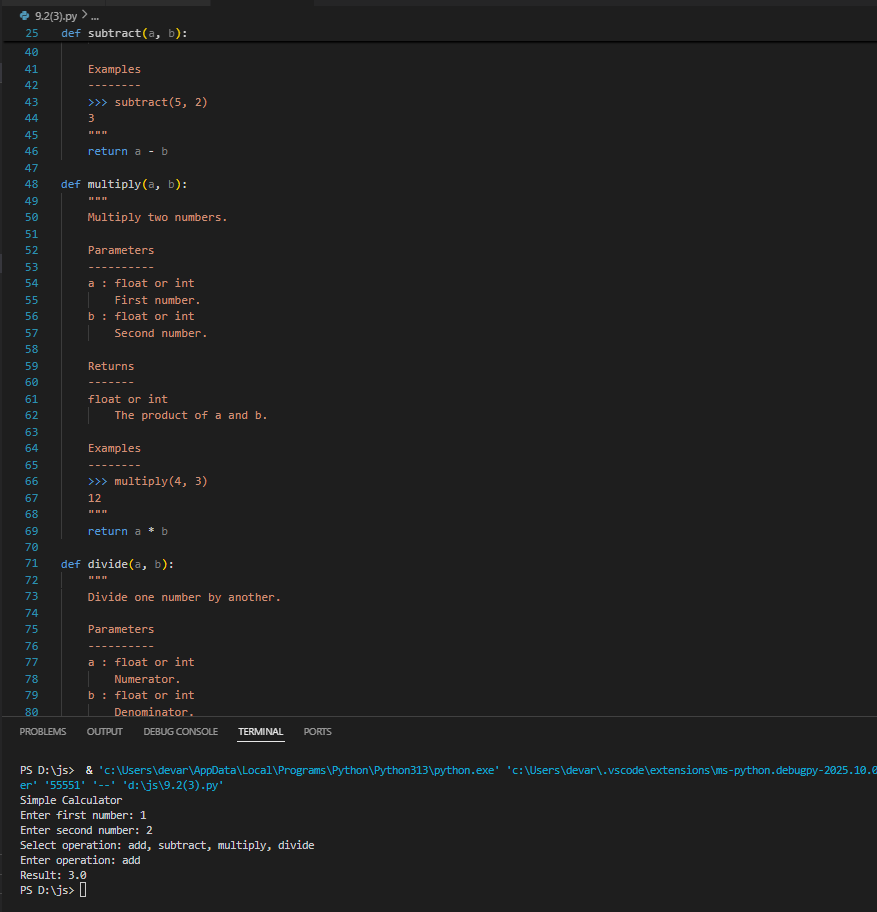 9.2(3).py > ...
25 def subtract(a, b):
40
41 Examples
42 --------
43 >>> subtract(5, 2)
44 3
45 """
46 return a - b
47
48 def multiply(a, b):
49 """
50 Multiply two numbers.
51
52 Parameters
53 ----------
54 a : float or int
55 First number.
56 b : float or int
57 Second number.
58
59 Returns
60 -------
61 float or int
62 The product of a and b.
63
64 Examples
65 --------
66 >>> multiply(4, 3)
67 12
68 """
69 return a * b
70
71 def divide(a, b):
72 """
73 Divide one number by another.
74
75 Parameters
76 ----------
77 a : float or int
78 Numerator.
79 b : float or int
80 Denominator.
PROBLEMS OUTPUT DEBUG CONSOLE TERMINAL PORTS
PS D:\js> & 'c:\Users\devar\AppData\Local\Programs\Python\Python313\python.exe' 'c:\Users\devar\.vscode\extensions\ms-python.debugpy-2025.10.0
er' '55551' '--' 'd:\js\9.2(3).py'
Simple Calculator
Enter first number: 1
Enter second number: 2
Select operation: add, subtract, multiply, divide
Enter operation: add
Result: 3.0
PS D:\js>